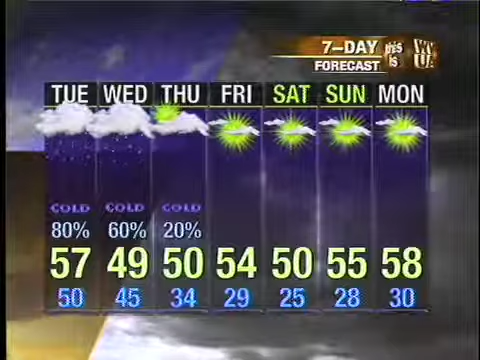 7-DAY
FORECAST
this is
TUE WED THU FRI SAT SUN MON
COLD COLD COLD
80% 60% 20%
57 49 50 54 50 55 58
50 45 34 29 25 28 30